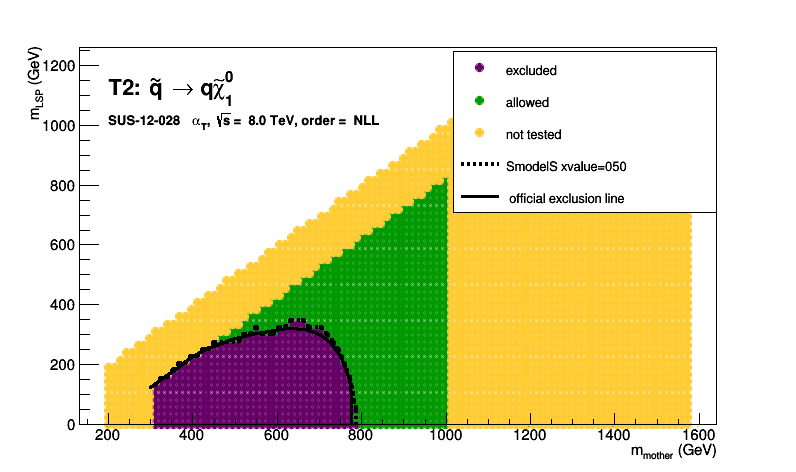 m_LSP (GeV)
1200
1000
800
600
400
200
0
T2: q̃ → qχ̃⁰₁
SUS-12-028 α_T, √s = 8.0 TeV, order = NLL
excluded
allowed
not tested
SmodelS xvalue=050
official exclusion line
200 400 600 800 1000 1200 1400 1600
m_mother (GeV)